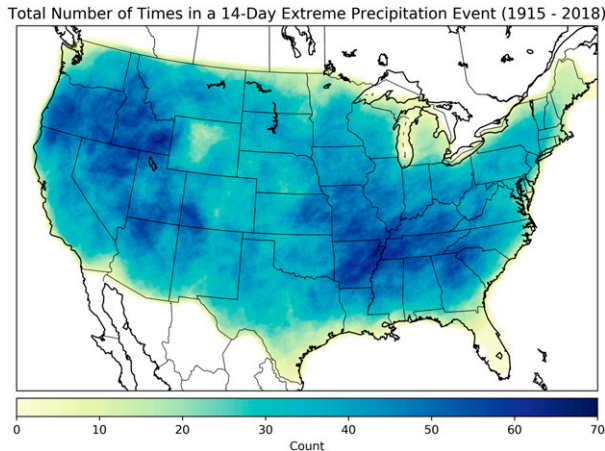 Total Number of Times in a 14-Day Extreme Precipitation Event (1915 - 2018)
0 10 20 30 40 50 60 70
Count